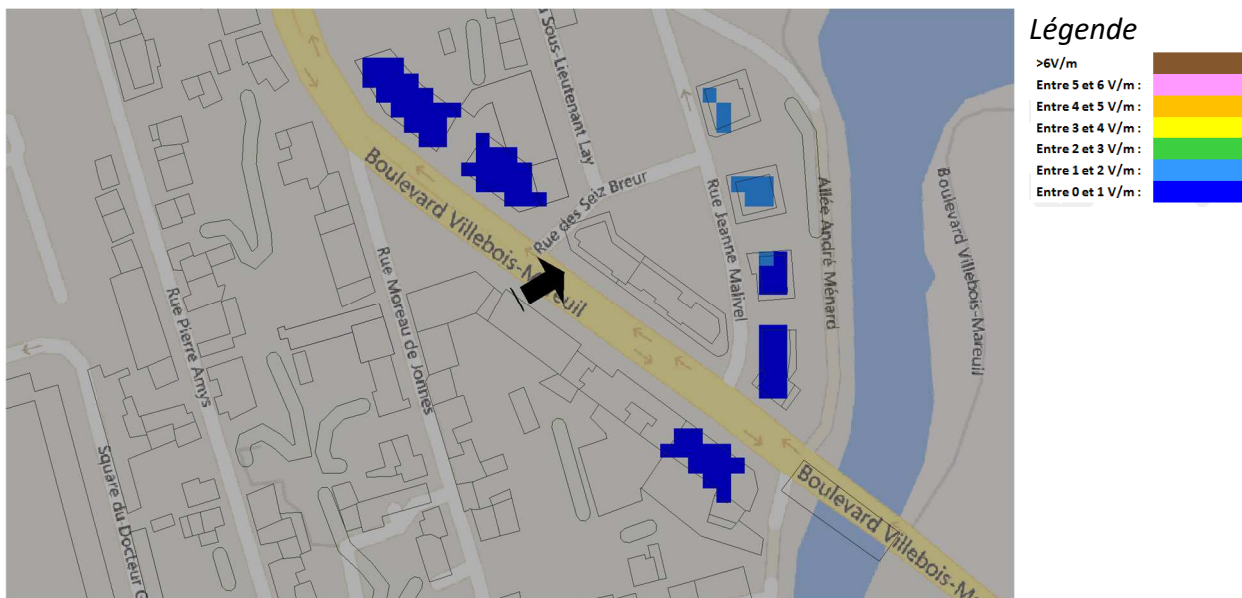 Légende
>6V/m
Entre 5 et 6 V/m :
Entre 4 et 5 V/m :
Entre 3 et 4 V/m :
Entre 2 et 3 V/m :
Entre 1 et 2 V/m :
Entre 0 et 1 V/m :
u Sous-Lieutenant Lay
Boulevard Villebois-Mareuil
Rue des Seiz Breur
Rue Jeanne Malivel
Allée André Ménard
Boulevard Villebois-Mareuil
Rue Pierre Amys
Rue Moreau de Jonnes
Square du Docteur G
Boulevard Villebois-Ma